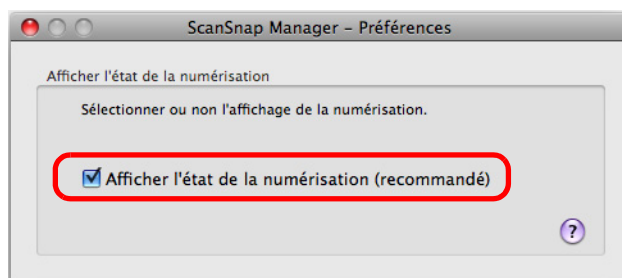 ScanSnap Manager – Préférences
Afficher l'état de la numérisation
Sélectionner ou non l'affichage de la numérisation.
Afficher l'état de la numérisation (recommandé)
?